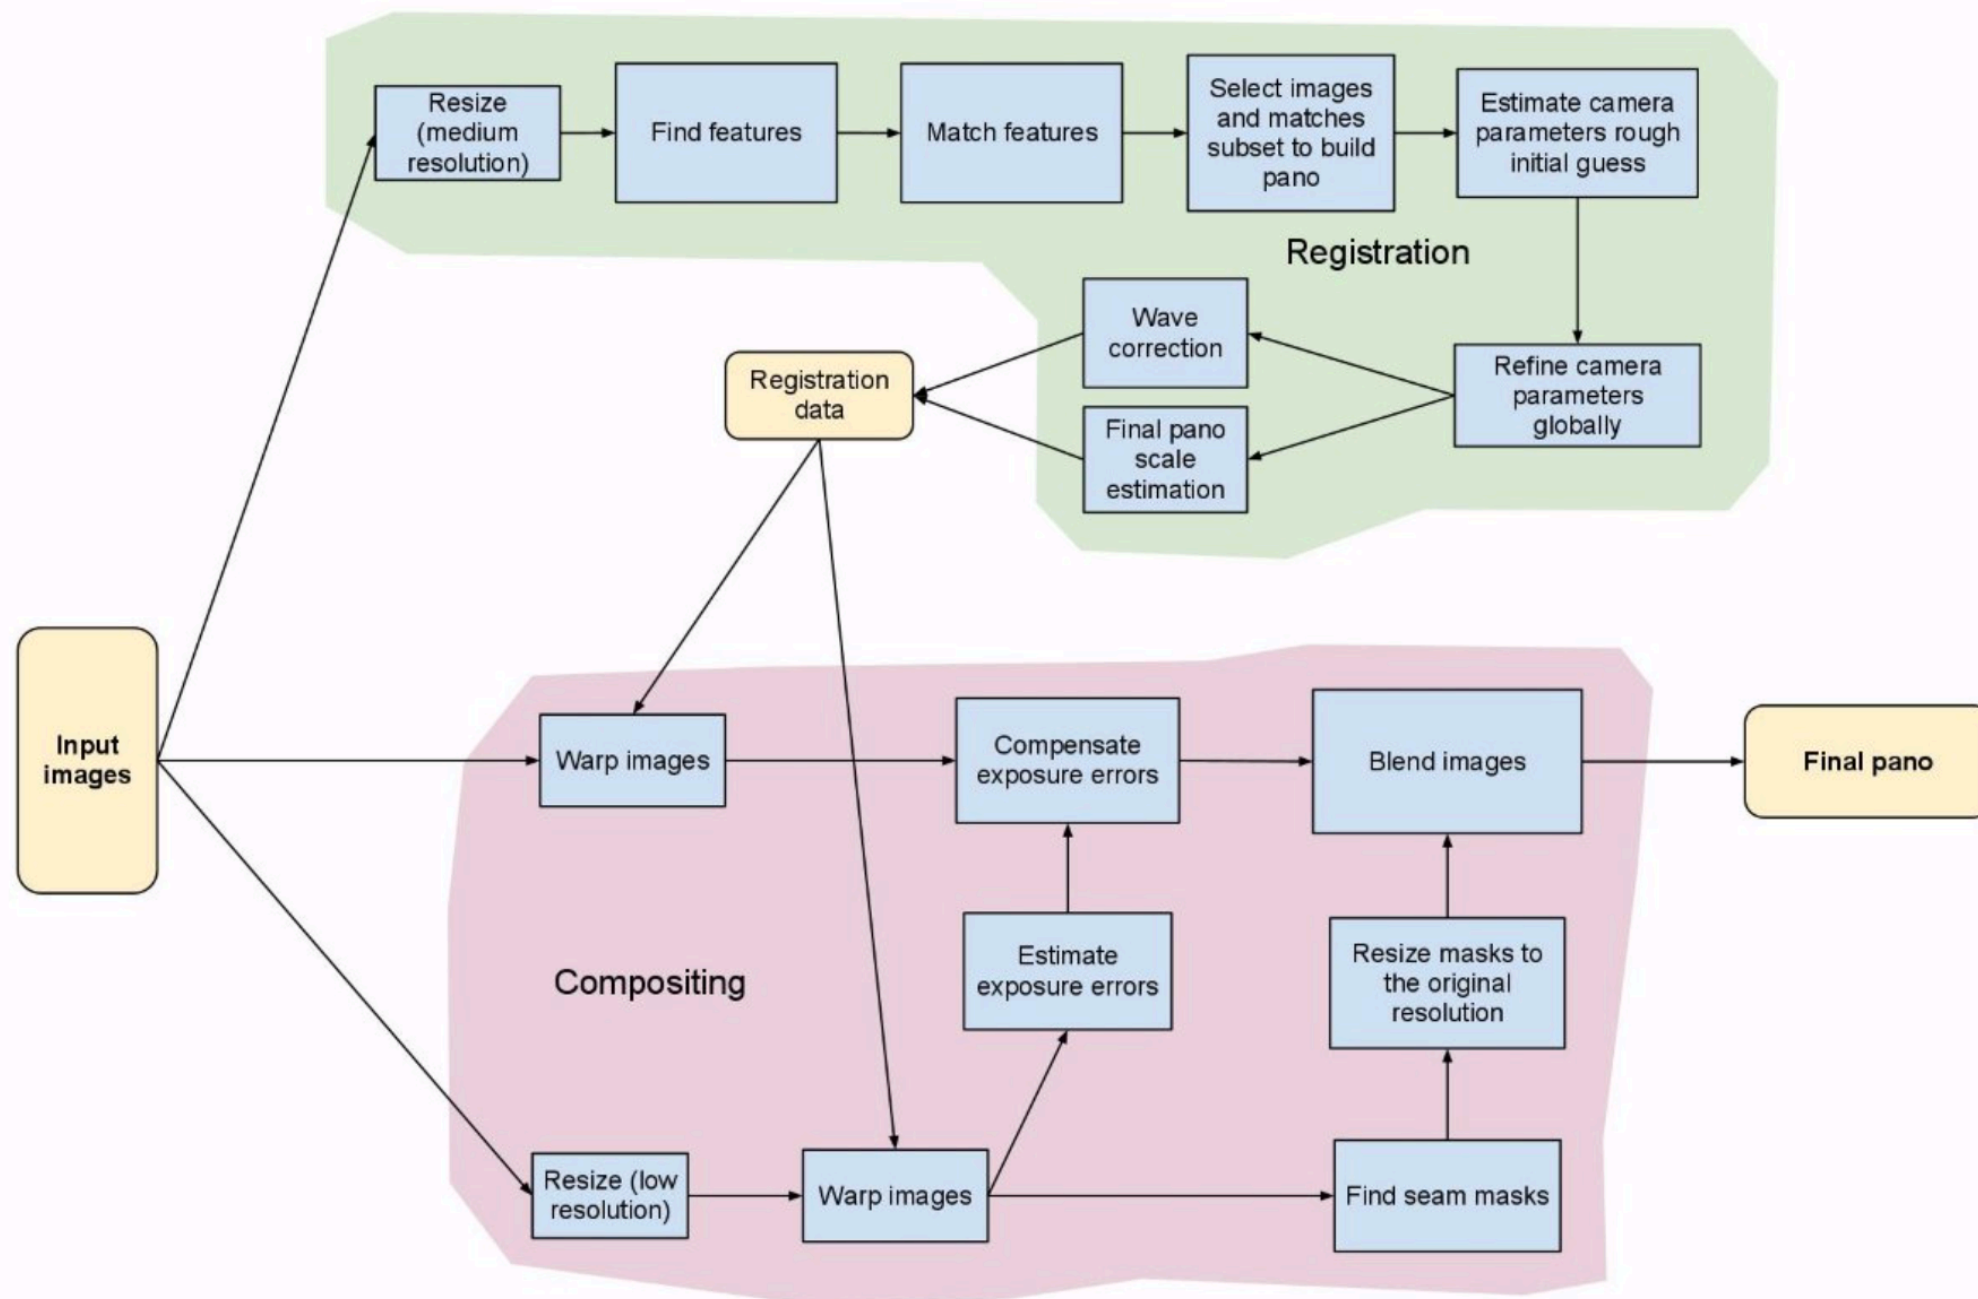 Resize
(medium
resolution)
Find features
Match features
Select images
and matches
subset to build
pano
Estimate camera
parameters rough
initial guess
Registration
Wave
correction
Refine camera
parameters
globally
Registration
data
Final pano
scale
estimation
Input
images
Warp images
Compensate
exposure errors
Blend images
Final pano
Compositing
Estimate
exposure errors
Resize masks to
the original
resolution
Resize (low
resolution)
Warp images
Find seam masks